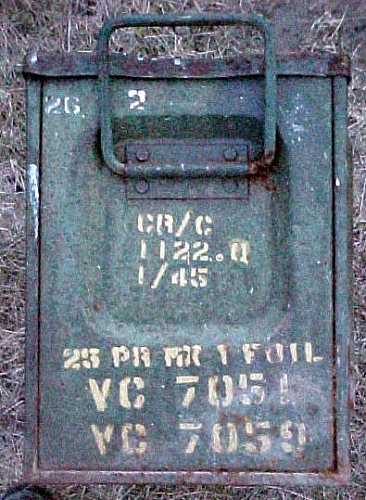 26 2
CB/C
1122.Q
1/45
25 PR MK 1 FOIL
VC 7051
VC 7059